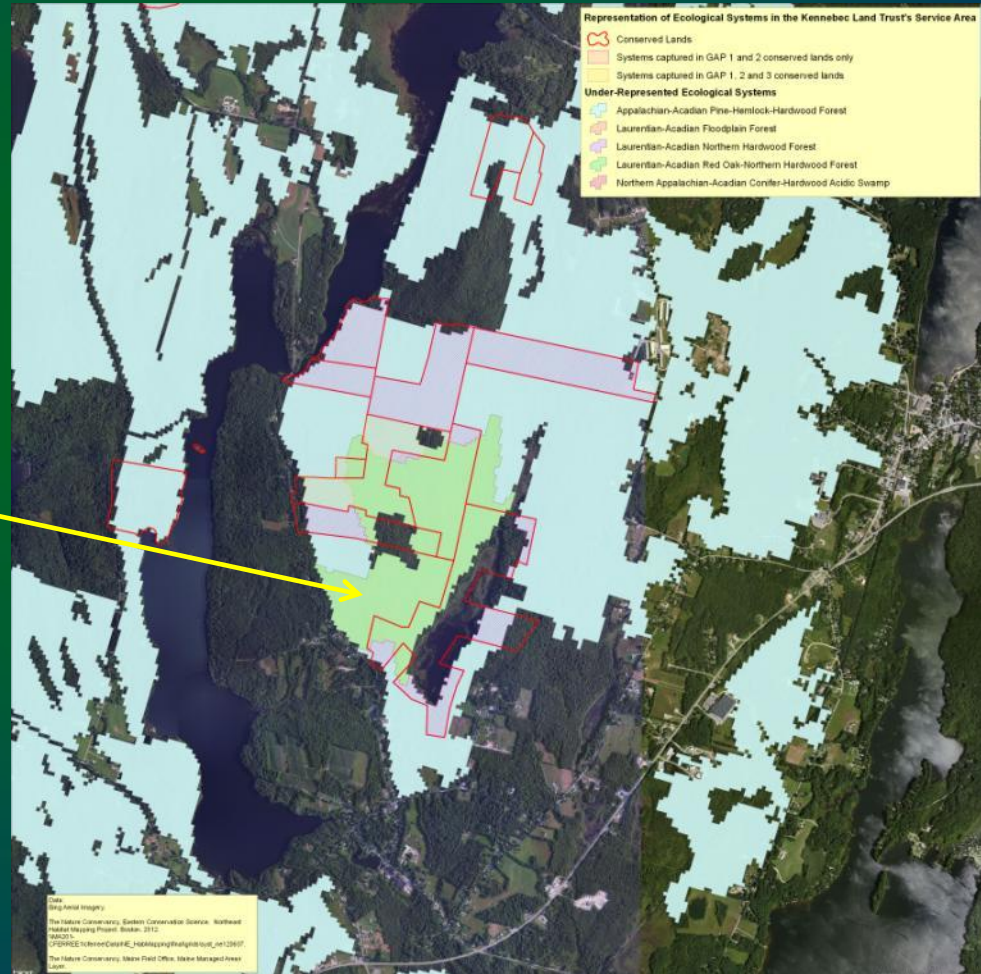 Representation of Ecological Systems in the Kennebec Land Trust's Service Area
Conserved Lands
Systems captured in GAP 1 and 2 conserved lands only
Systems captured in GAP 1, 2 and 3 conserved lands
Under-Represented Ecological Systems
Appalachian-Acadian Pine-Hemlock-Hardwood Forest
Laurentian-Acadian Floodplain Forest
Laurentian-Acadian Northern Hardwood Forest
Laurentian-Acadian Red Oak-Northern Hardwood Forest
Northern Appalachian-Acadian Conifer-Hardwood Acidic Swamp
Data:
Bing Aerial Imagery.
The Nature Conservancy, Eastern Conservation Science. Northeast
Habitat Mapping Project. Boston. 2012.
The Nature Conservancy, Maine Field Office, Maine Managed Areas
Layer.